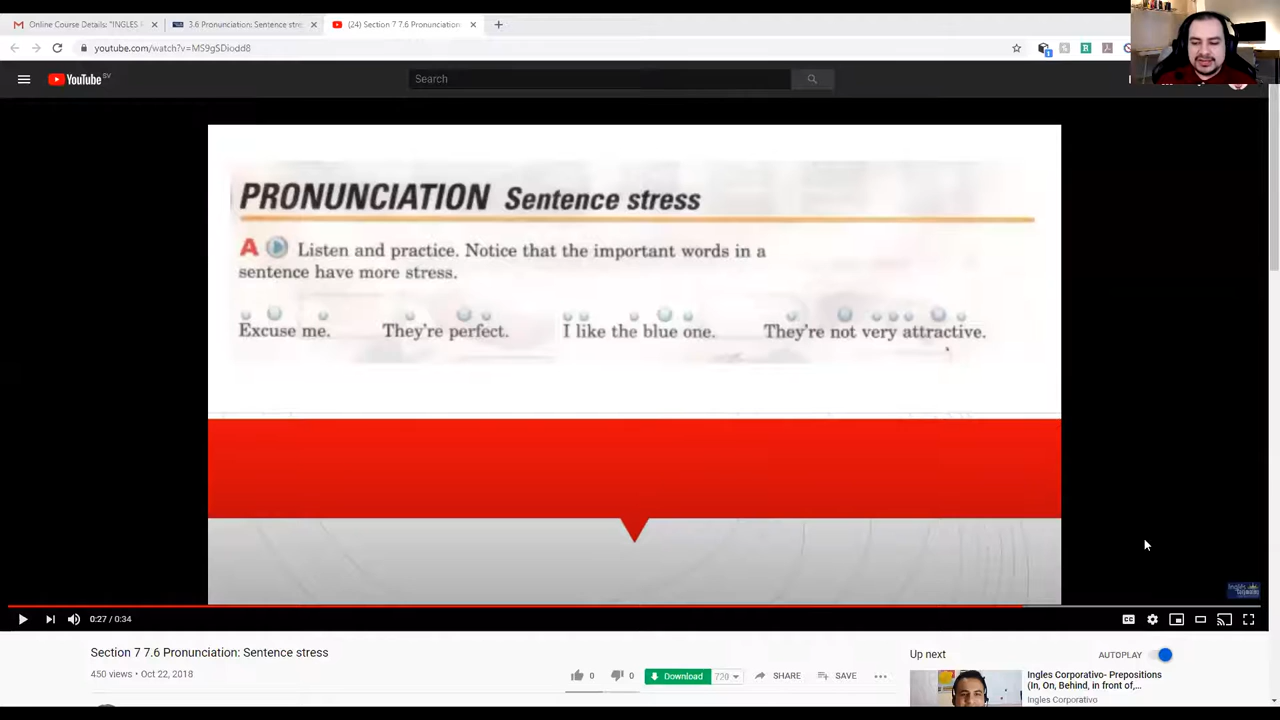 Online Course Details: "INGLES
3.6 Pronunciation: Sentence stre
(24) Section 7 7.6 Pronunciation
youtube.com/watch?v=MS9gSDiodd8
YouTube SV
Search
PRONUNCIATION Sentence stress
A Listen and practice. Notice that the important words in a
sentence have more stress.
Excuse me. They're perfect. I like the blue one. They're not very attractive.
0:27 / 0:34
Section 7 7.6 Pronunciation: Sentence stress
450 views • Oct 22, 2018
0 0 Download 720 SHARE SAVE
Up next AUTOPLAY
Ingles Corporativo- Prepositions
(In, On, Behind, in front of,...
Ingles Corporativo